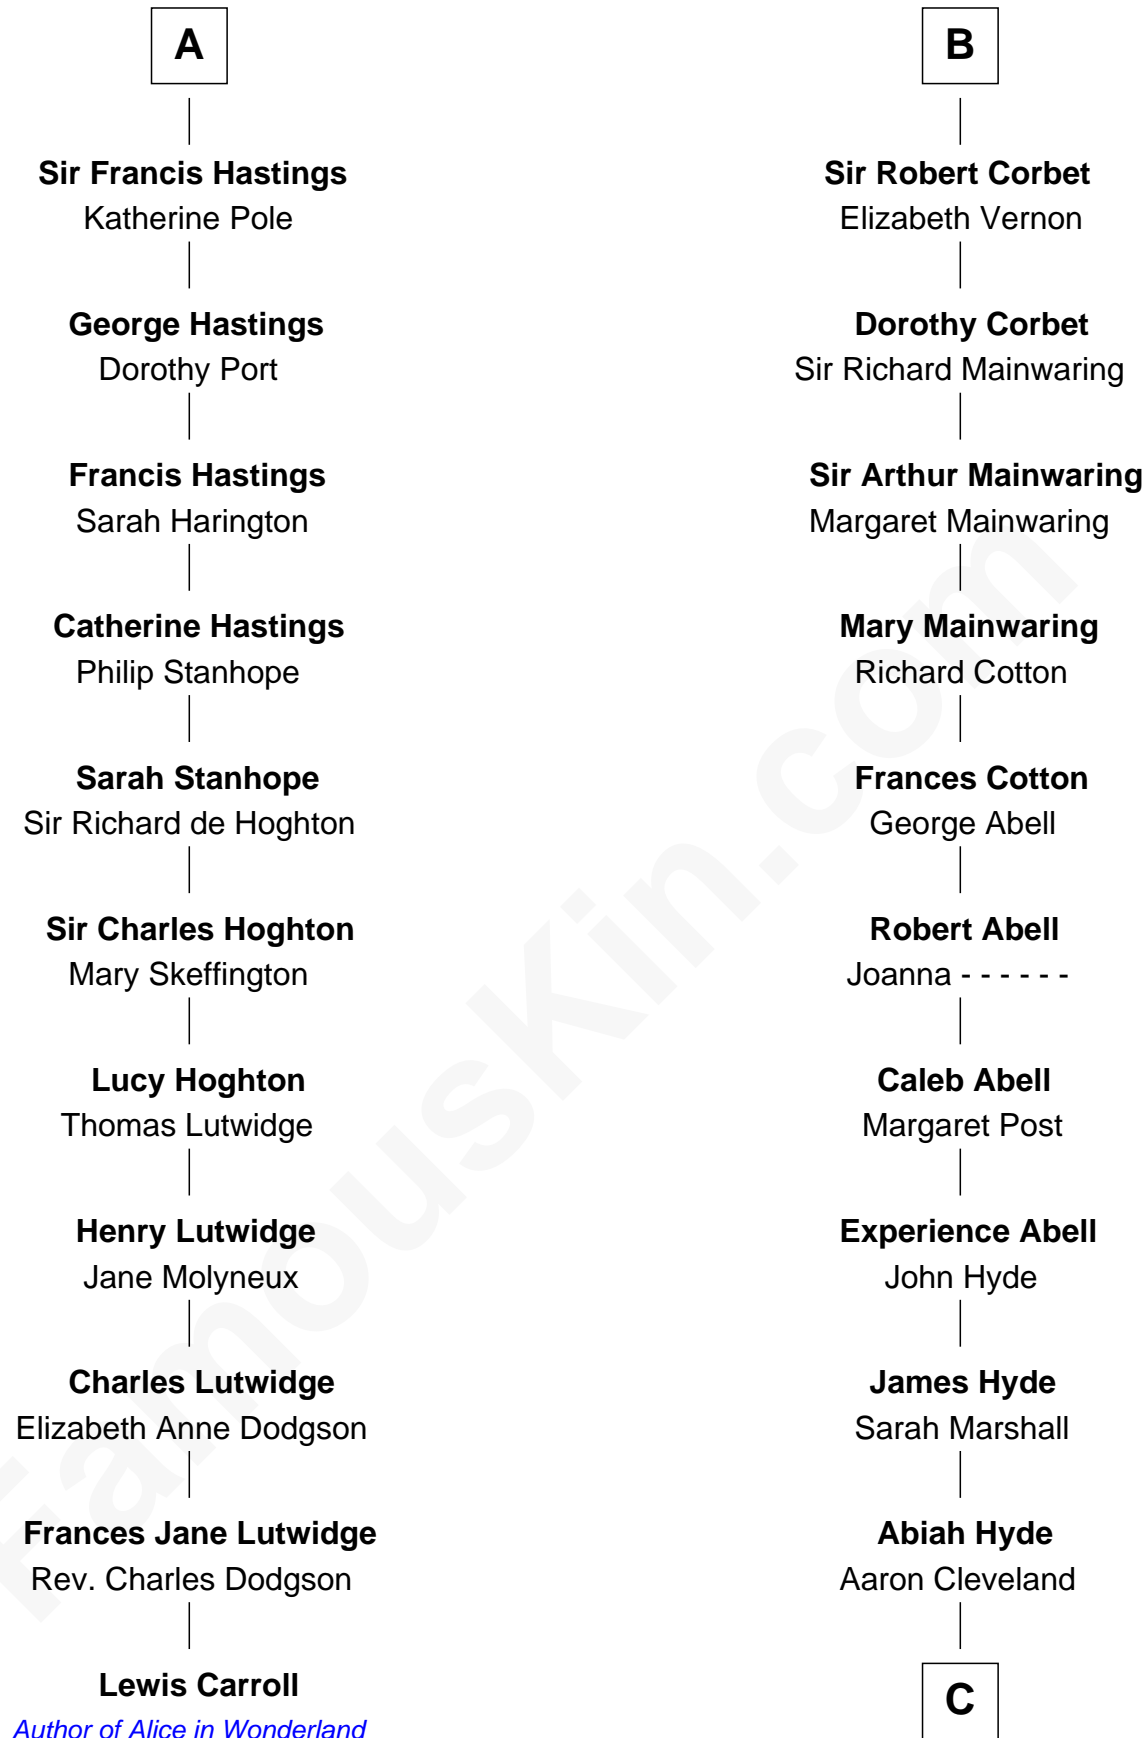 A
Sir Francis Hastings
Katherine Pole
George Hastings
Dorothy Port
Francis Hastings
Sarah Harington
Catherine Hastings
Philip Stanhope
Sarah Stanhope
Sir Richard de Hoghton
Sir Charles Hoghton
Mary Skeffington
Lucy Hoghton
Thomas Lutwidge
Henry Lutwidge
Jane Molyneux
Charles Lutwidge
Elizabeth Anne Dodgson
Frances Jane Lutwidge
Rev. Charles Dodgson
Lewis Carroll
Author of Alice in Wonderland
B
Sir Robert Corbet
Elizabeth Vernon
Dorothy Corbet
Sir Richard Mainwaring
Sir Arthur Mainwaring
Margaret Mainwaring
Mary Mainwaring
Richard Cotton
Frances Cotton
George Abell
Robert Abell
Joanna - - - - - -
Caleb Abell
Margaret Post
Experience Abell
John Hyde
James Hyde
Sarah Marshall
Abiah Hyde
Aaron Cleveland
C
FamousKin.com